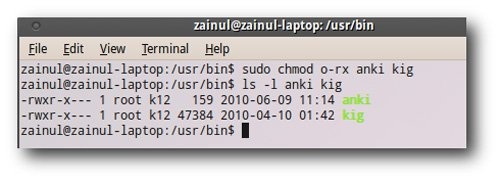 zainul@zainul-laptop: /usr/bin
File Edit View Terminal Help
zainul@zainul-laptop:/usr/bin$ sudo chmod o-rx anki kig
zainul@zainul-laptop:/usr/bin$ ls -l anki kig
-rwxr-x--- 1 root k12   159 2010-06-09 11:14 anki
-rwxr-x--- 1 root k12 47384 2010-04-10 01:42 kig
zainul@zainul-laptop:/usr/bin$